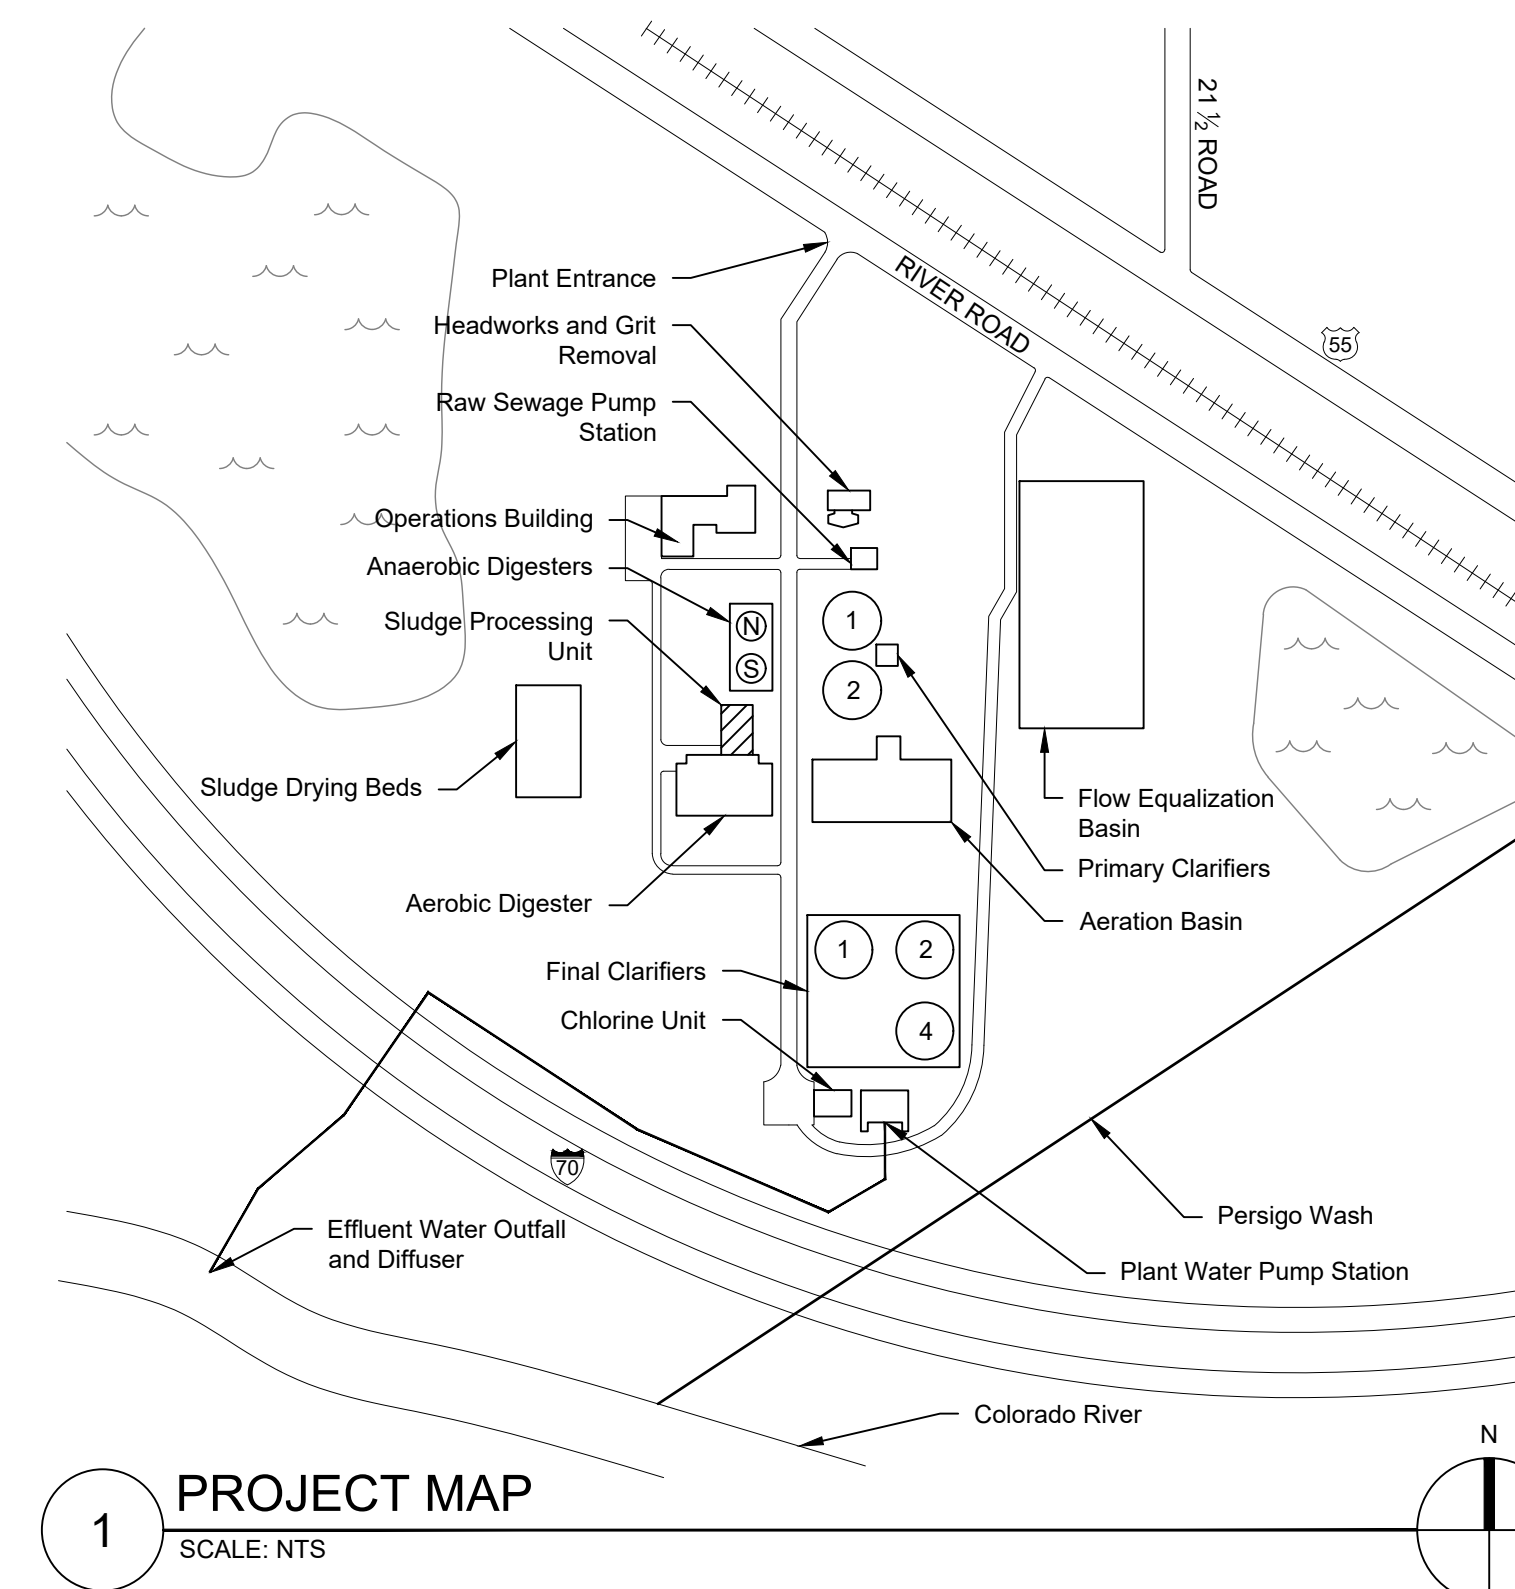 21 ½ ROAD
Plant Entrance
RIVER ROAD
Headworks and Grit
Removal
55
Raw Sewage Pump
Station
Operations Building
Anaerobic Digesters
Sludge Processing
Unit
N
S
1
2
Sludge Drying Beds
Flow Equalization
Basin
Primary Clarifiers
Aerobic Digester
Aeration Basin
Final Clarifiers
1
2
4
Chlorine Unit
70
Effluent Water Outfall
and Diffuser
Persigo Wash
Plant Water Pump Station
Colorado River
N
1
PROJECT MAP
SCALE: NTS